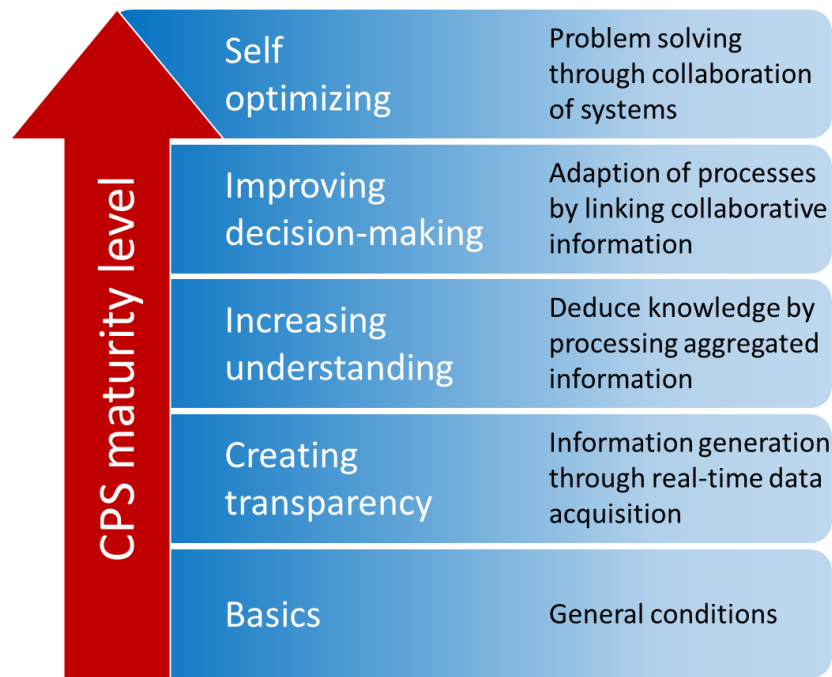 CPS maturity level
Self
optimizing
Problem solving
through collaboration
of systems
Improving
decision-making
Adaption of processes
by linking collaborative
information
Increasing
understanding
Deduce knowledge by
processing aggregated
information
Creating
transparency
Information generation
through real-time data
acquisition
Basics
General conditions